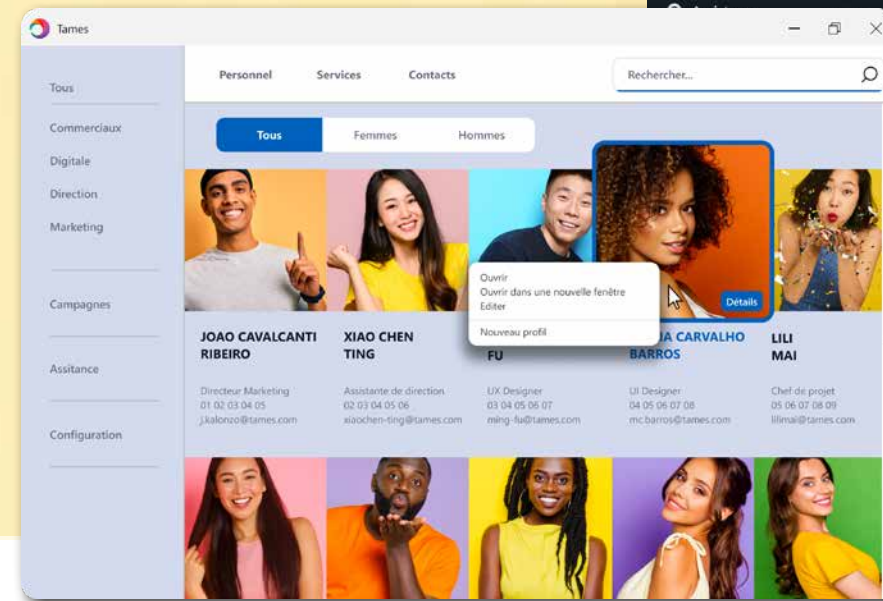 Tames
Tous
Commerciaux
Digitale
Direction
Marketing
Campagnes
Assitance
Configuration
Personnel Services Contacts
Rechercher...
Tous Femmes Hommes
Ouvrir
Ouvrir dans une nouvelle fenêtre
Editer
Nouveau profil
Détails
JOAO CAVALCANTI
RIBEIRO
Directeur Marketing
01 02 03 04 05
j.kalonzo@tames.com
XIAO CHEN
TING
Assistante de direction
02 03 04 05 06
xiaochen-ting@tames.com
FU
UX Designer
03 04 05 06 07
ming-fu@tames.com
CARVALHO
BARROS
UI Designer
04 05 06 07 08
mc.barros@tames.com
LILI
MAI
Chef de projet
05 06 07 08 09
lilimai@tames.com